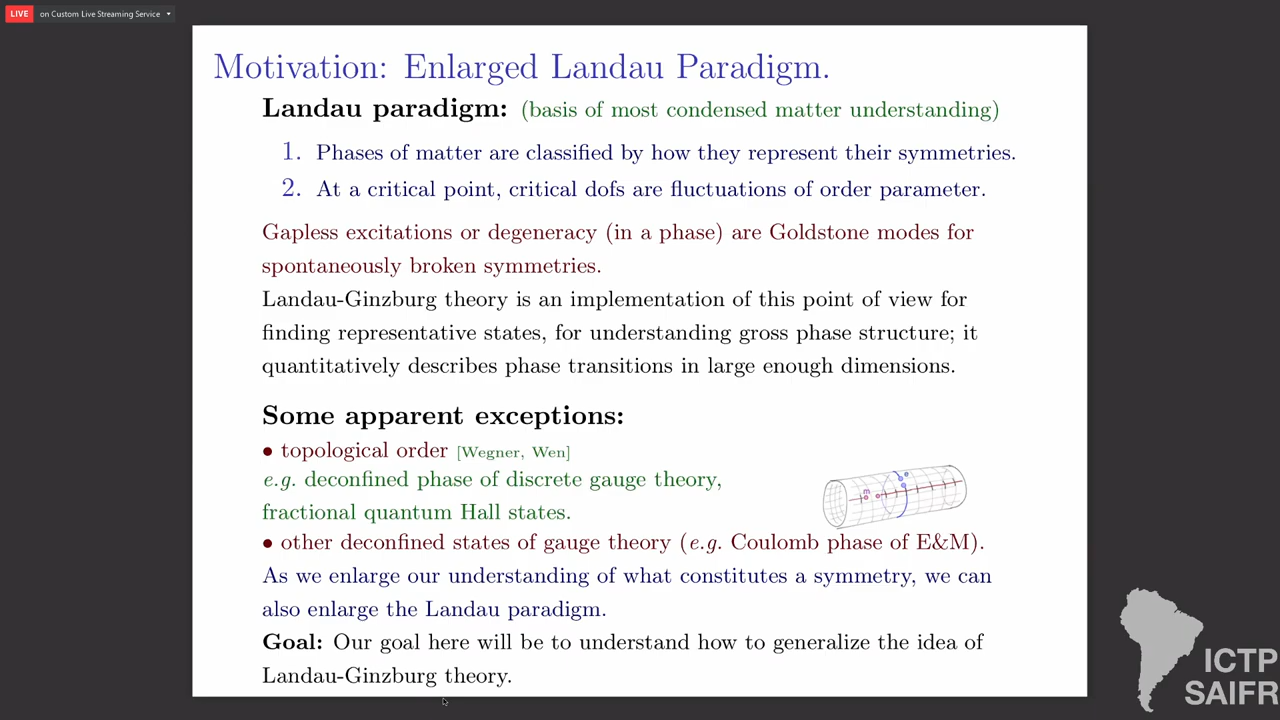 LIVE on Custom Live Streaming Service
Motivation: Enlarged Landau Paradigm.
Landau paradigm: (basis of most condensed matter understanding)
1. Phases of matter are classified by how they represent their symmetries.
2. At a critical point, critical dofs are fluctuations of order parameter.
Gapless excitations or degeneracy (in a phase) are Goldstone modes for
spontaneously broken symmetries.
Landau-Ginzburg theory is an implementation of this point of view for
finding representative states, for understanding gross phase structure; it
quantitatively describes phase transitions in large enough dimensions.
Some apparent exceptions:
• topological order [Wegner, Wen]
e.g. deconfined phase of discrete gauge theory,
fractional quantum Hall states.
m e
• other deconfined states of gauge theory (e.g. Coulomb phase of E&M).
As we enlarge our understanding of what constitutes a symmetry, we can
also enlarge the Landau paradigm.
Goal: Our goal here will be to understand how to generalize the idea of
Landau-Ginzburg theory.
ICTP
SAIFR